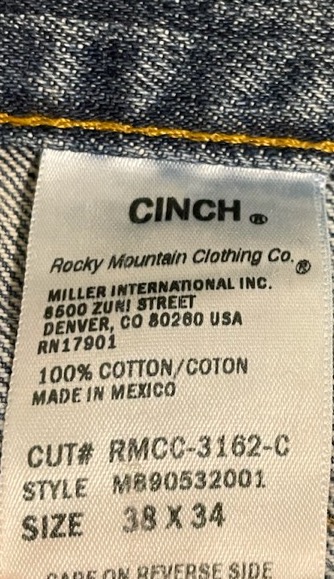 CINCH ®
Rocky Mountain Clothing Co.®
MILLER INTERNATIONAL INC.
8500 ZUNI STREET
DENVER, CO 80260 USA
RN17901
100% COTTON/COTON
MADE IN MEXICO
CUT# RMCC-3162-C
STYLE MB90532001
SIZE 38 X 34
CARE ON REVERSE SIDE